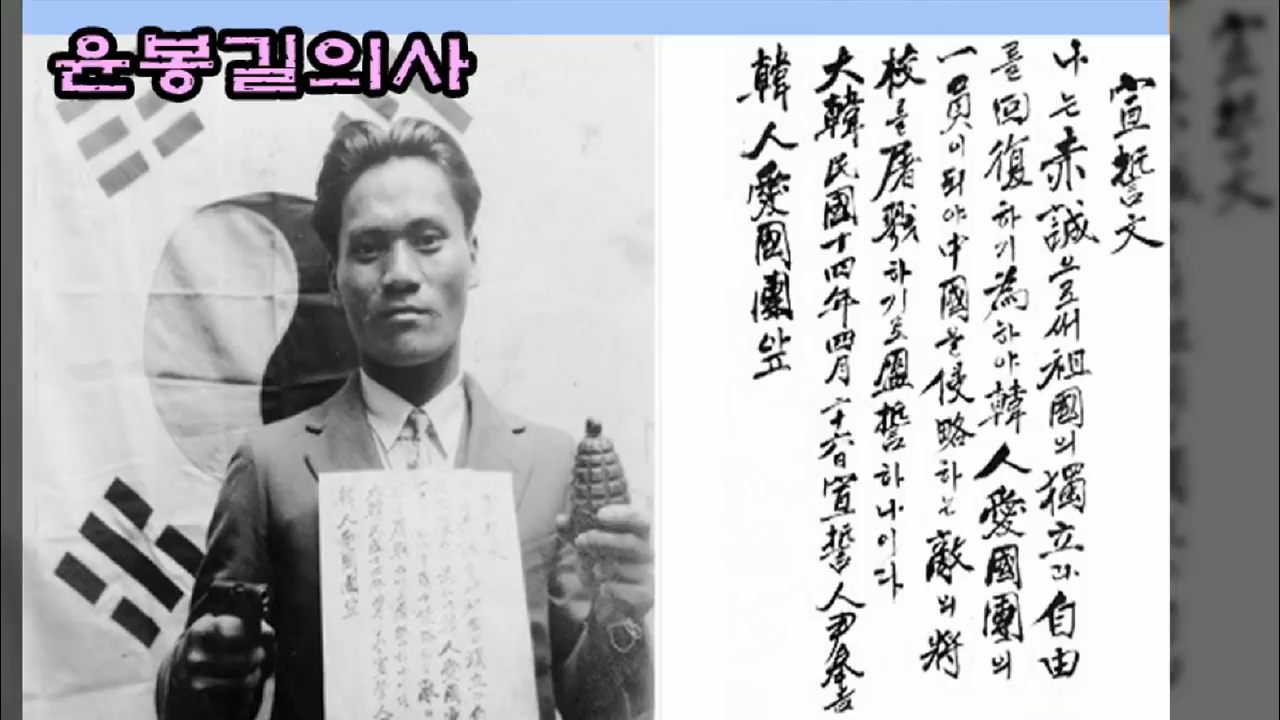 윤봉길의사
宣誓文
나는 赤誠으로써 祖國의 獨立과 自由
를 回復하기 爲하야 韓人愛國團의
一員이 되야 中國을 侵略하는 敵의 將
校를 屠戮하기로 盟誓하나이다
大韓民國十四年四月二十六日宣誓人尹奉吉
韓人愛國團앞